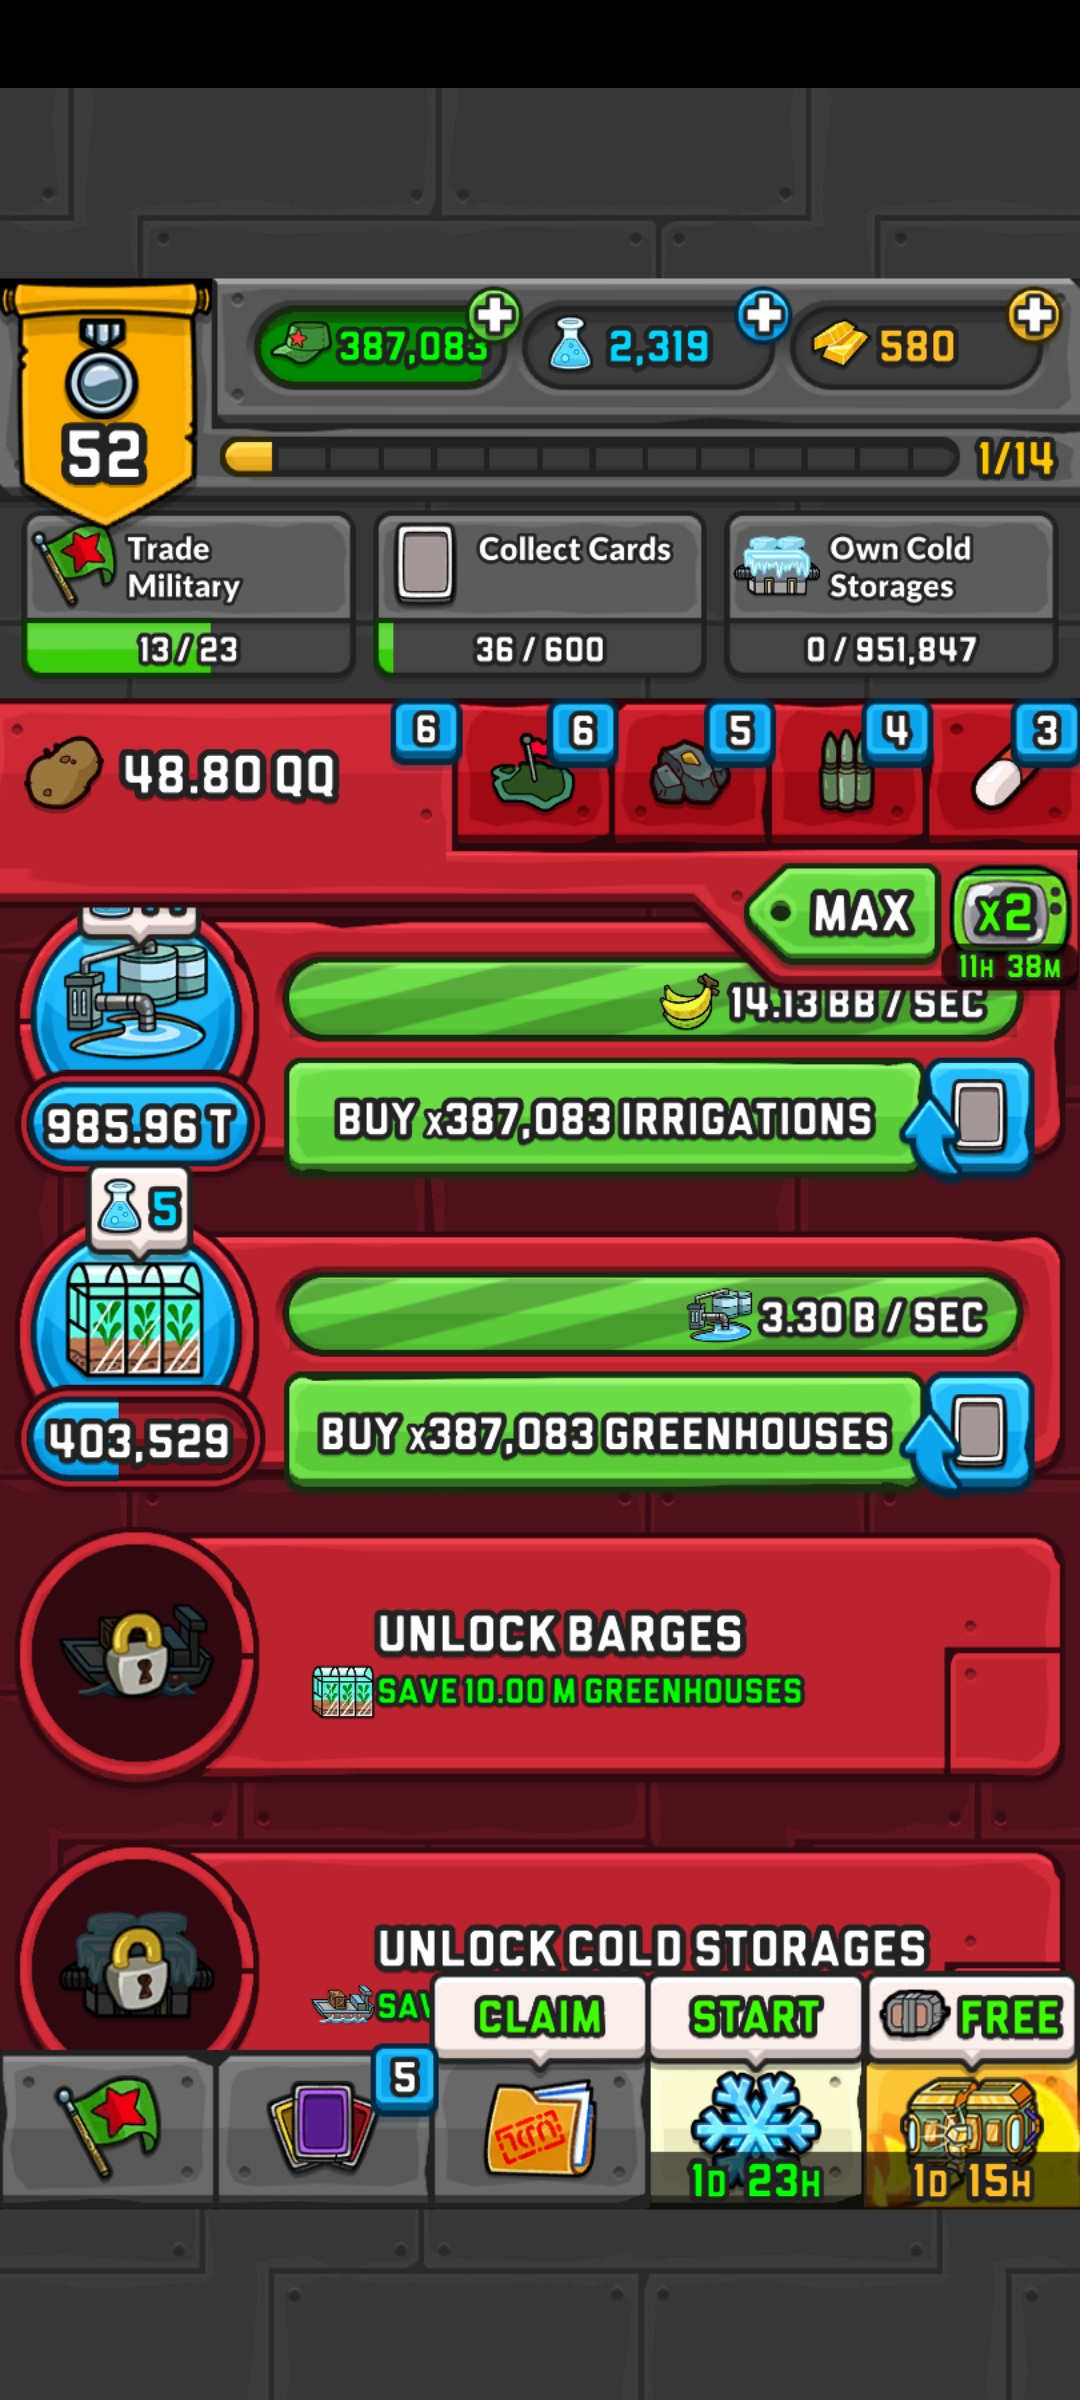 387,083
2,319
580
52
1/14
Trade
Military
13/23
Collect Cards
36/600
Own Cold
Storages
0/951,847
48.80 QQ
6
6
5
4
3
MAX
x2
11H 38M
14.13 BB / SEC
985.96 T
BUY x387,083 IRRIGATIONS
5
3.30 B / SEC
403,529
BUY x387,083 GREENHOUSES
UNLOCK BARGES
SAVE 10.00 M GREENHOUSES
UNLOCK COLD STORAGES
CLAIM
START
FREE
5
1D 23H
1D 15H